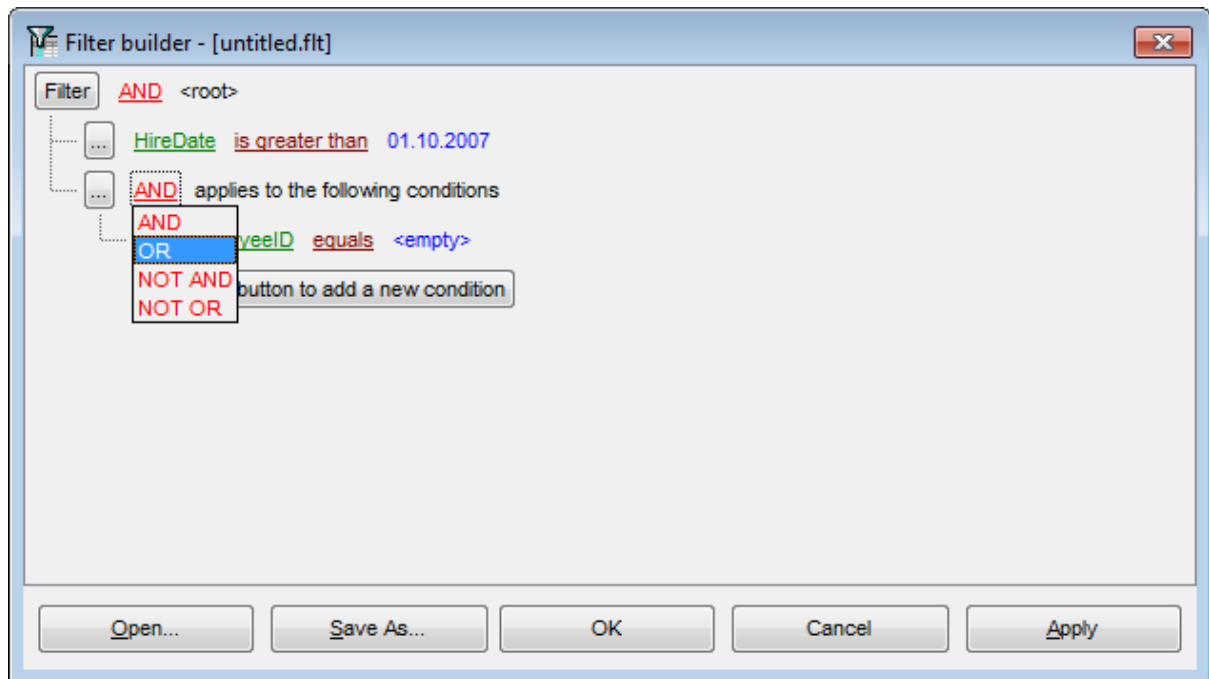 Filter builder - [untitled.flt]
Filter AND <root>
... HireDate is greater than 01.10.2007
... AND applies to the following conditions
AND
OR
NOT AND
NOT OR
yeeID equals <empty>
button to add a new condition
Open... Save As... OK Cancel Apply